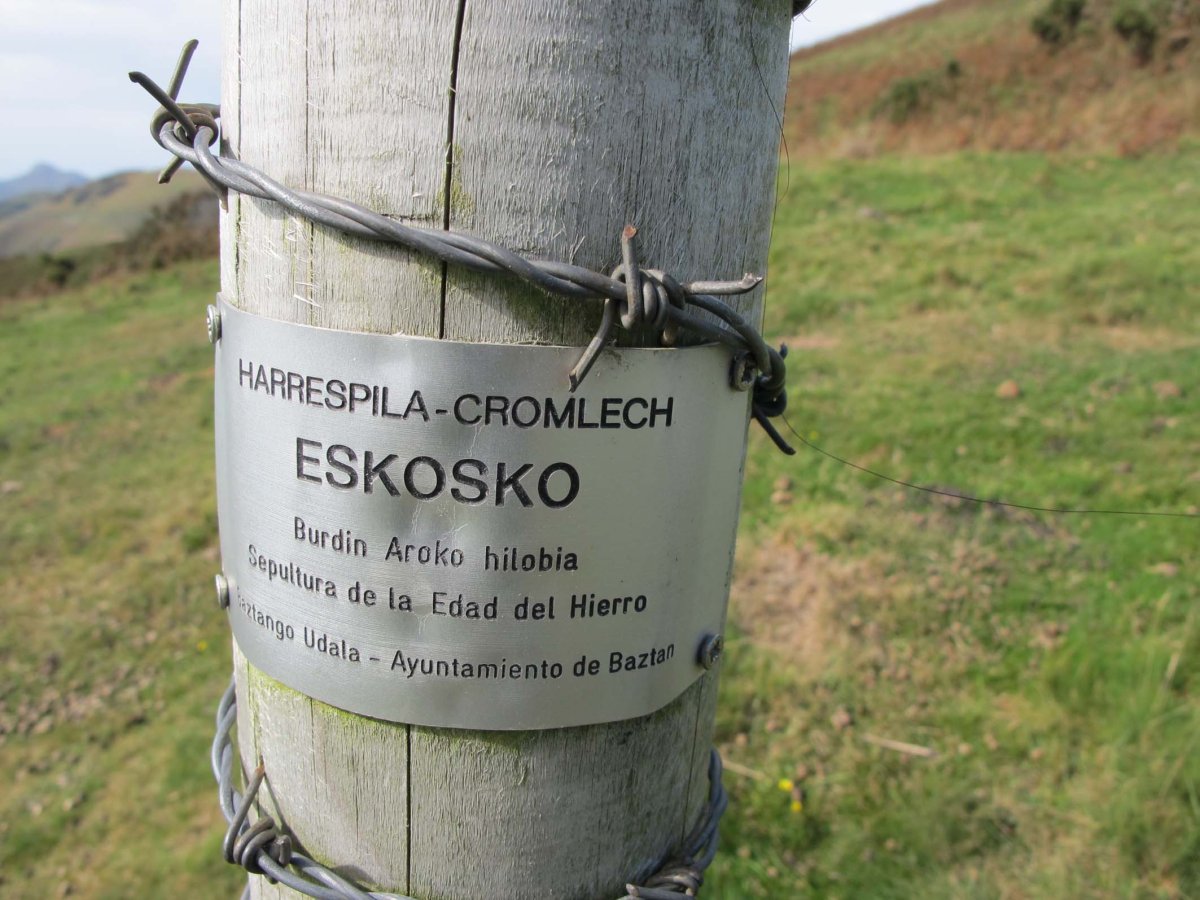 HARRESPILA-CROMLECH
ESKOSKO
Burdin Aroko hilobia
Sepultura de la Edad del Hierro
Baztango Udala - Ayuntamiento de Baztan